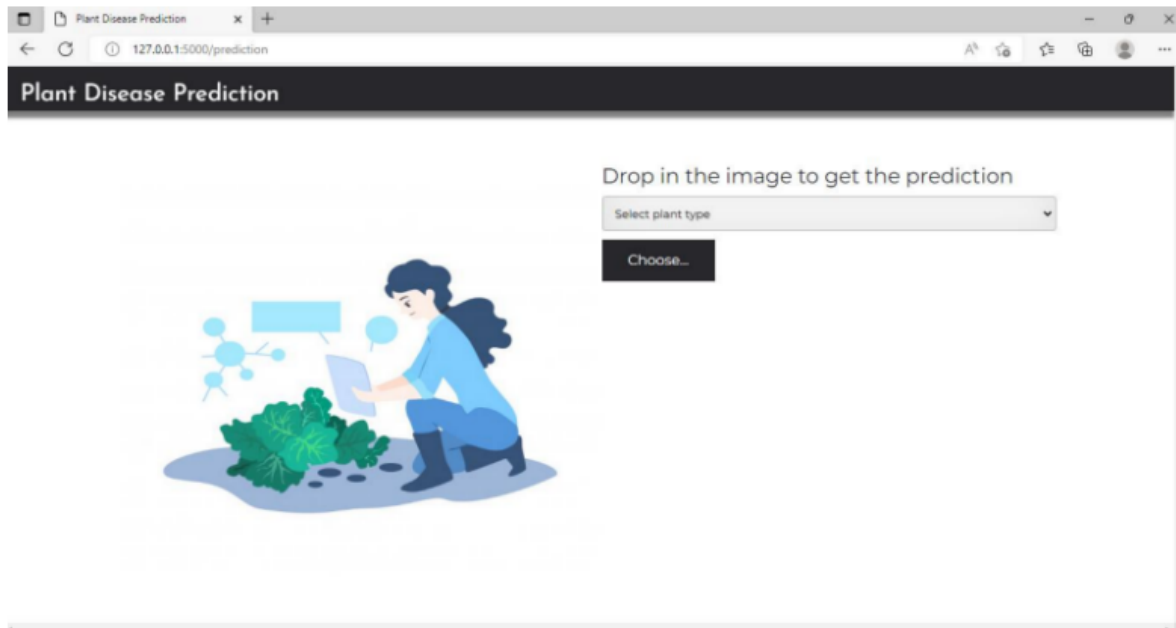 Plant Disease Prediction
127.0.0.1:5000/prediction
Plant Disease Prediction
Drop in the image to get the prediction
Select plant type
Choose...